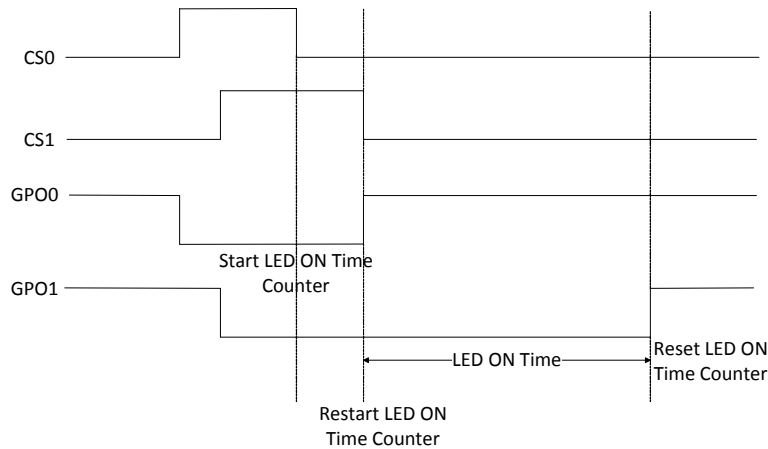 CS0
CS1
GPO0
Start LED ON Time
Counter
GPO1
LED ON Time
Reset LED ON
Time Counter
Restart LED ON
Time Counter